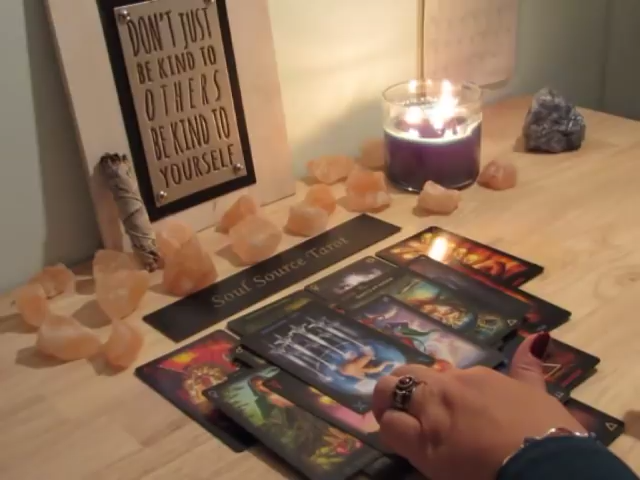 DON'T JUST
BE KIND TO
OTHERS
BE KIND TO
YOURSELF
Soul Source Tarot